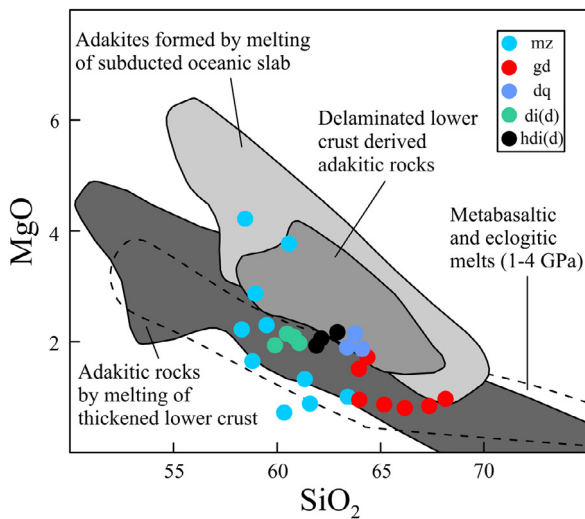 Adakites formed by melting
of subducted oceanic slab
mz
gd
dq
di(d)
hdi(d)
Delaminated lower
crust derived
adakitic rocks
Metabasaltic
and eclogitic
melts (1-4 GPa)
Adakitic rocks
by melting of
thickened lower crust
MgO
6
4
2
55
60
65
70
SiO₂